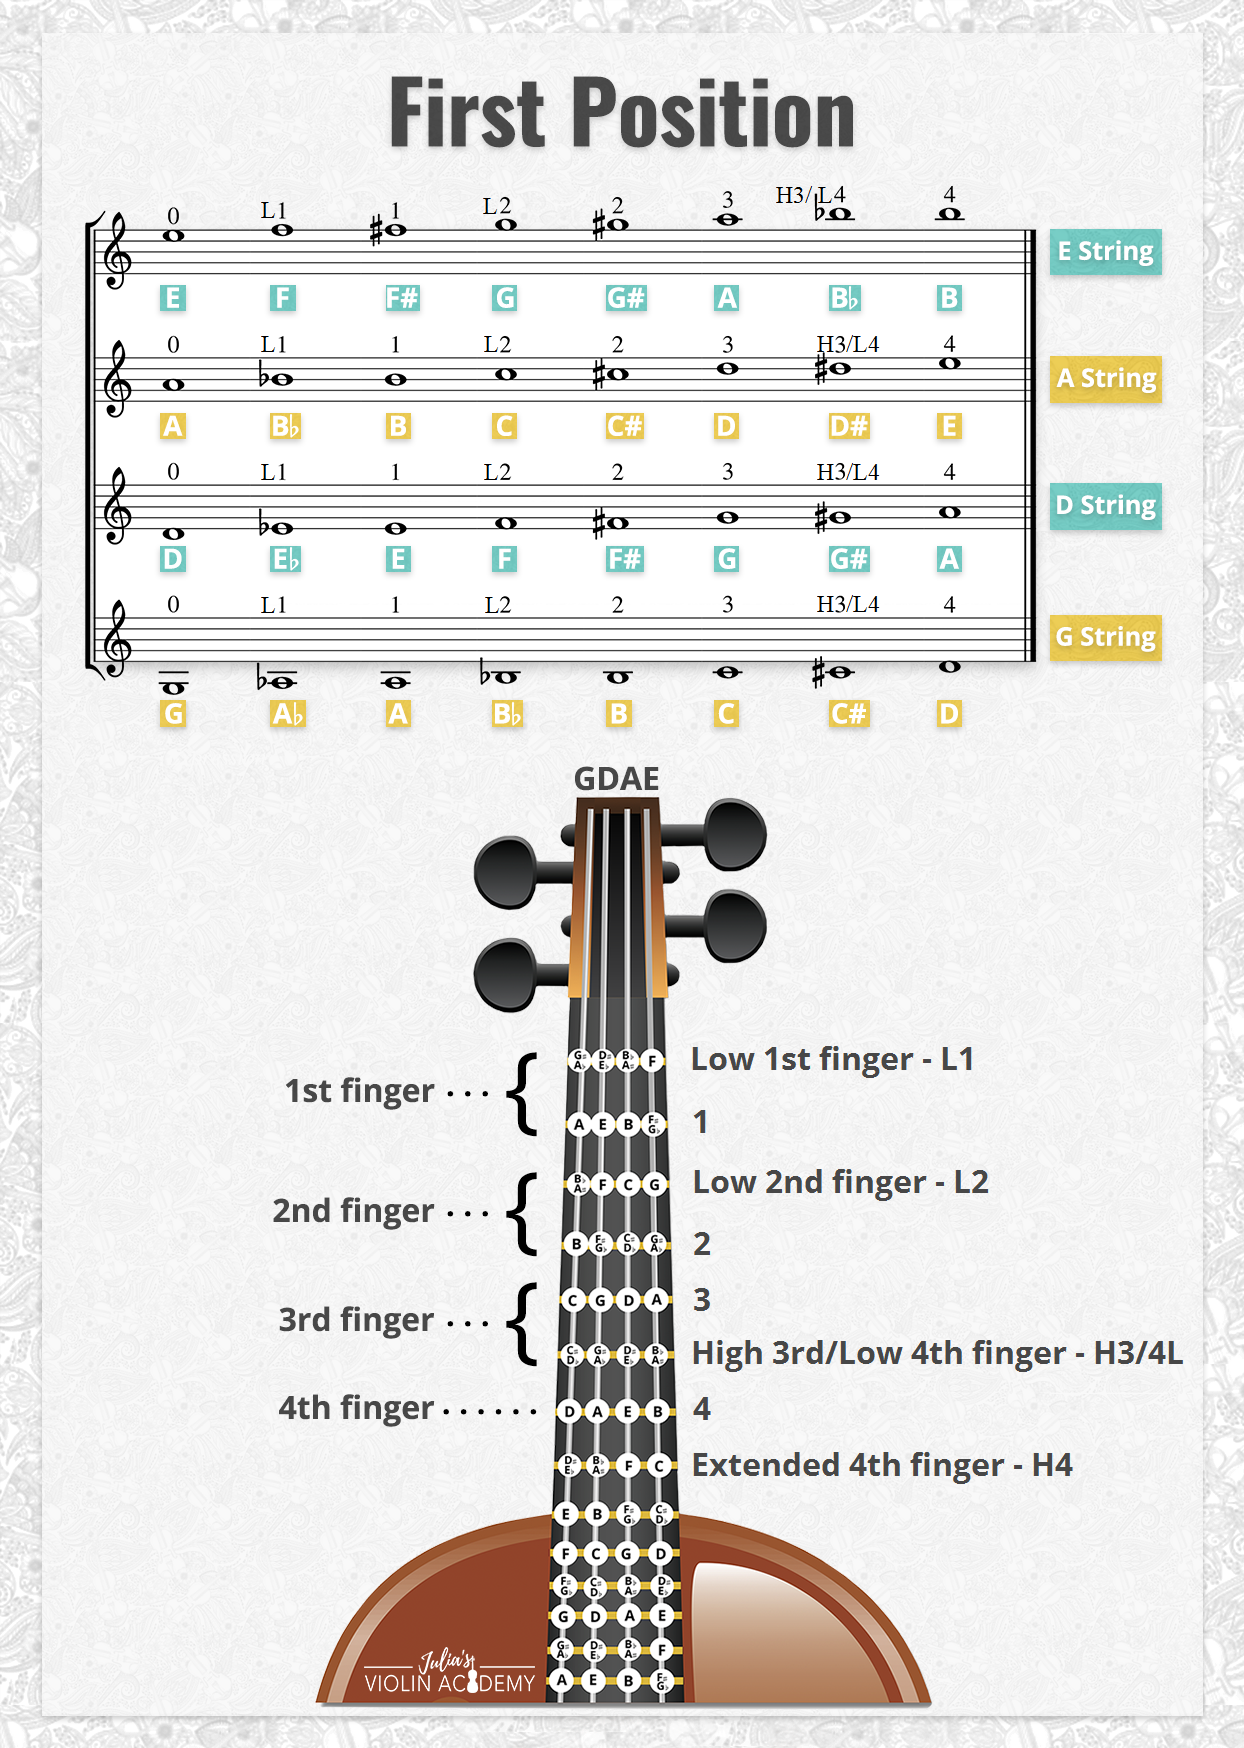 First Position
0 L1 1 L2 2 3 H3/L4 4
E String
E F F# G G# A B♭ B
0 L1 1 L2 2 3 H3/L4 4
A String
A B♭ B C C# D D# E
0 L1 1 L2 2 3 H3/L4 4
D String
D E♭ E F F# G G# A
0 L1 1 L2 2 3 H3/L4 4
G String
G A♭ A B♭ B C C# D
GDAE
1st finger ...
G♯ A♭ D♯ E♭ B♭ A♯ F
Low 1st finger - L1
A E B F♯ G♭
1
2nd finger ...
B♭ A♯ F C G
Low 2nd finger - L2
B F♯ G♭ C♯ D♭ G♯ A♭
2
3rd finger ...
C G D A
3
C♯ D♭ G♯ A♭ D♯ E♭ B♭ A♯
High 3rd/Low 4th finger - H3/4L
4th finger ......
D A E B
4
D♯ E♭ B♭ A♯ F C
Extended 4th finger - H4
E B F♯ G♭ C♯ D♭
F C G D
F♯ G♭ C♯ D♭ B♭ A♯ D♯ E♭
G D A E
G♯ A♭ D♯ E♭ B♭ A♯ F
A E B F♯ G♭
Julia's
VIOLIN ACADEMY